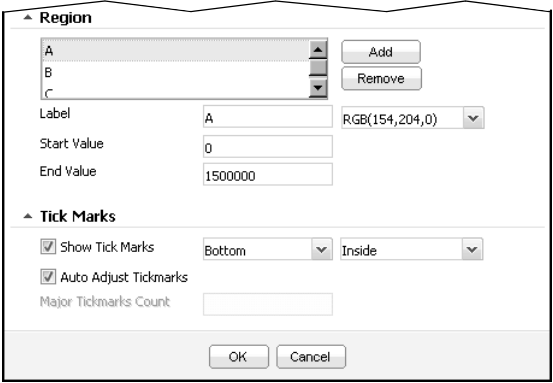 Region
A
B
C
Add
Remove
Label A RGB(154,204,0)
Start Value 0
End Value 1500000
Tick Marks
Show Tick Marks Bottom Inside
Auto Adjust Tickmarks
Major Tickmarks Count
OK Cancel